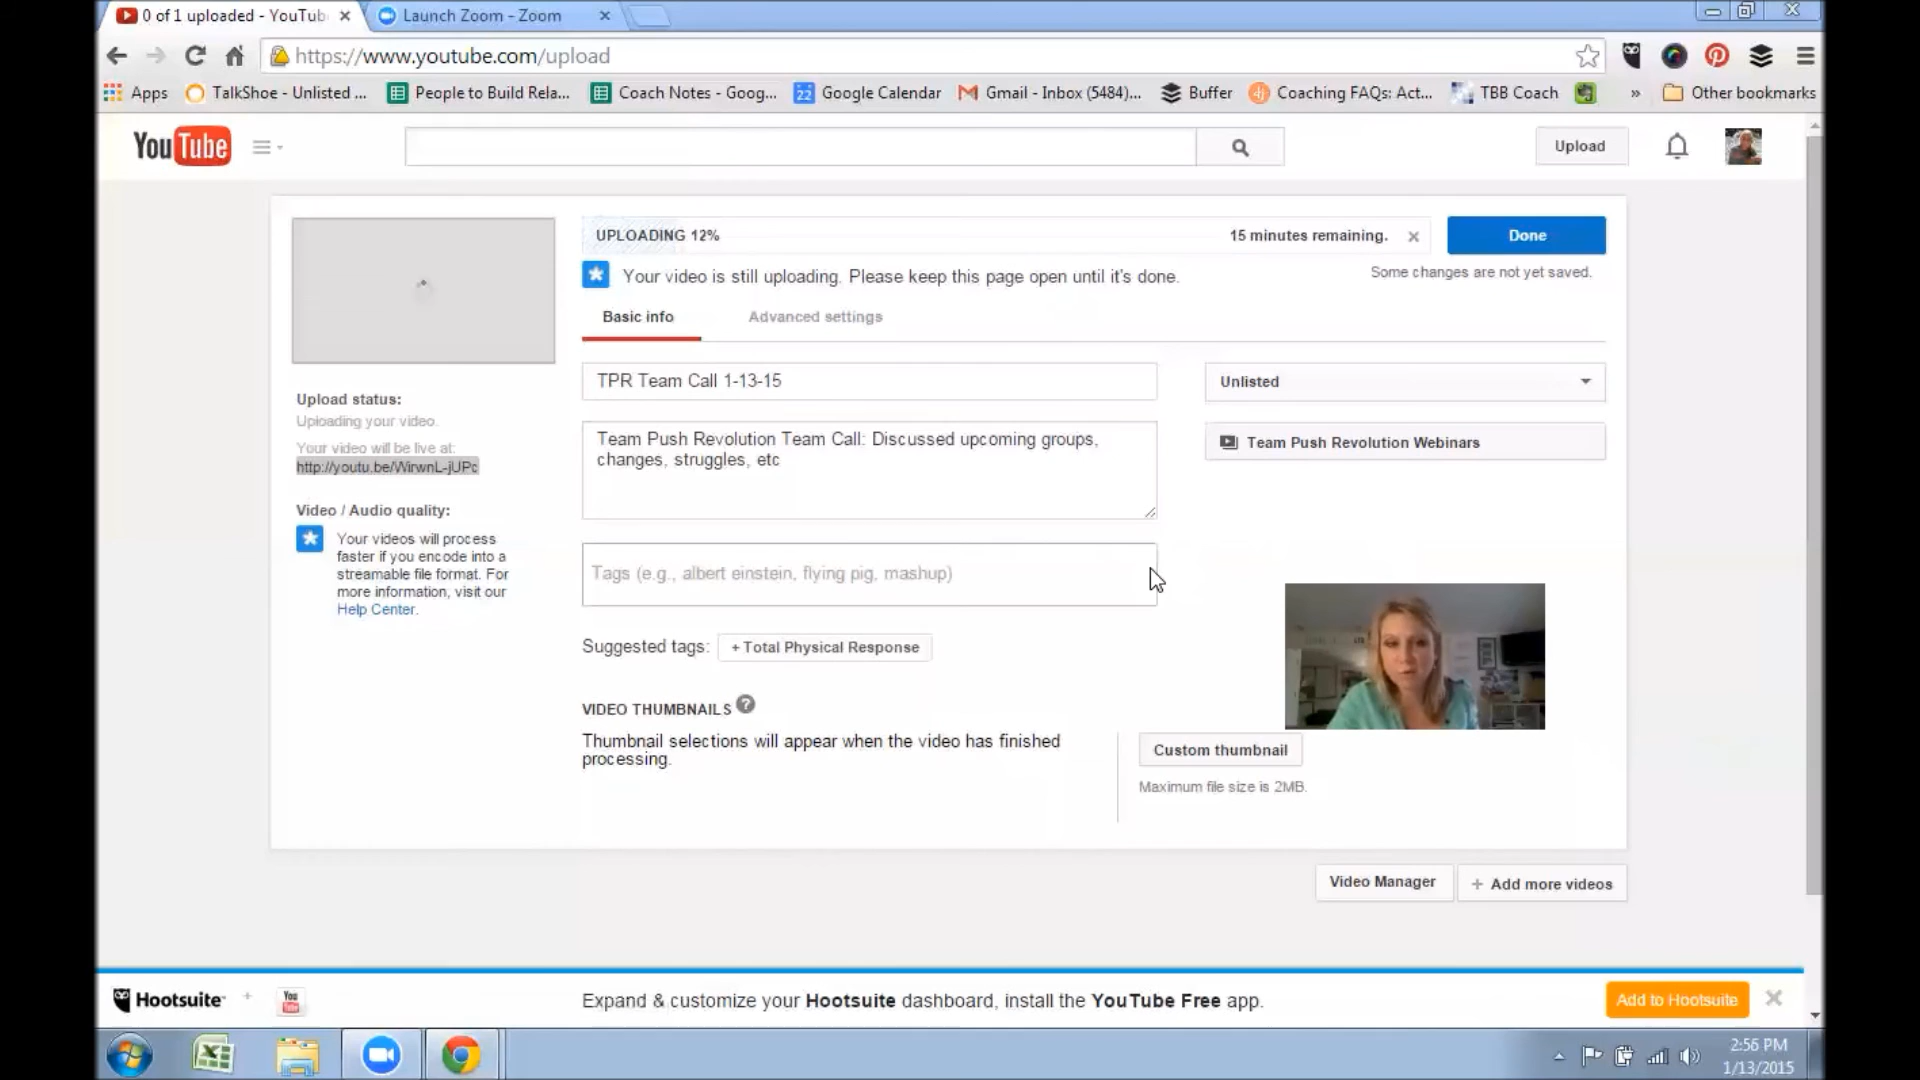 0 of 1 uploaded - YouTub
Launch Zoom - Zoom
https://www.youtube.com/upload
Apps
TalkShoe - Unlisted ...
People to Build Rela...
Coach Notes - Goog...
22
Google Calendar
Gmail - Inbox (5484)...
Buffer
Coaching FAQs: Act...
TBB Coach
»
Other bookmarks
YouTube
Upload
UPLOADING 12%
15 minutes remaining.
Done
Your video is still uploading. Please keep this page open until it's done.
Some changes are not yet saved.
Basic info
Advanced settings
TPR Team Call 1-13-15
Unlisted
Team Push Revolution Team Call: Discussed upcoming groups,
changes, struggles, etc
Team Push Revolution Webinars
Upload status:
Uploading your video.
Your video will be live at:
http://youtu.be/WirwnL-jUPc
Video / Audio quality:
Your videos will process
faster if you encode into a
streamable file format. For
more information, visit our
Help Center.
Tags (e.g., albert einstein, flying pig, mashup)
Suggested tags:
+ Total Physical Response
VIDEO THUMBNAILS ?
Thumbnail selections will appear when the video has finished
processing.
Custom thumbnail
Maximum file size is 2MB.
Video Manager
+ Add more videos
Hootsuite
+
You Tube
Expand & customize your Hootsuite dashboard, install the YouTube Free app.
Add to Hootsuite
2:56 PM
1/13/2015